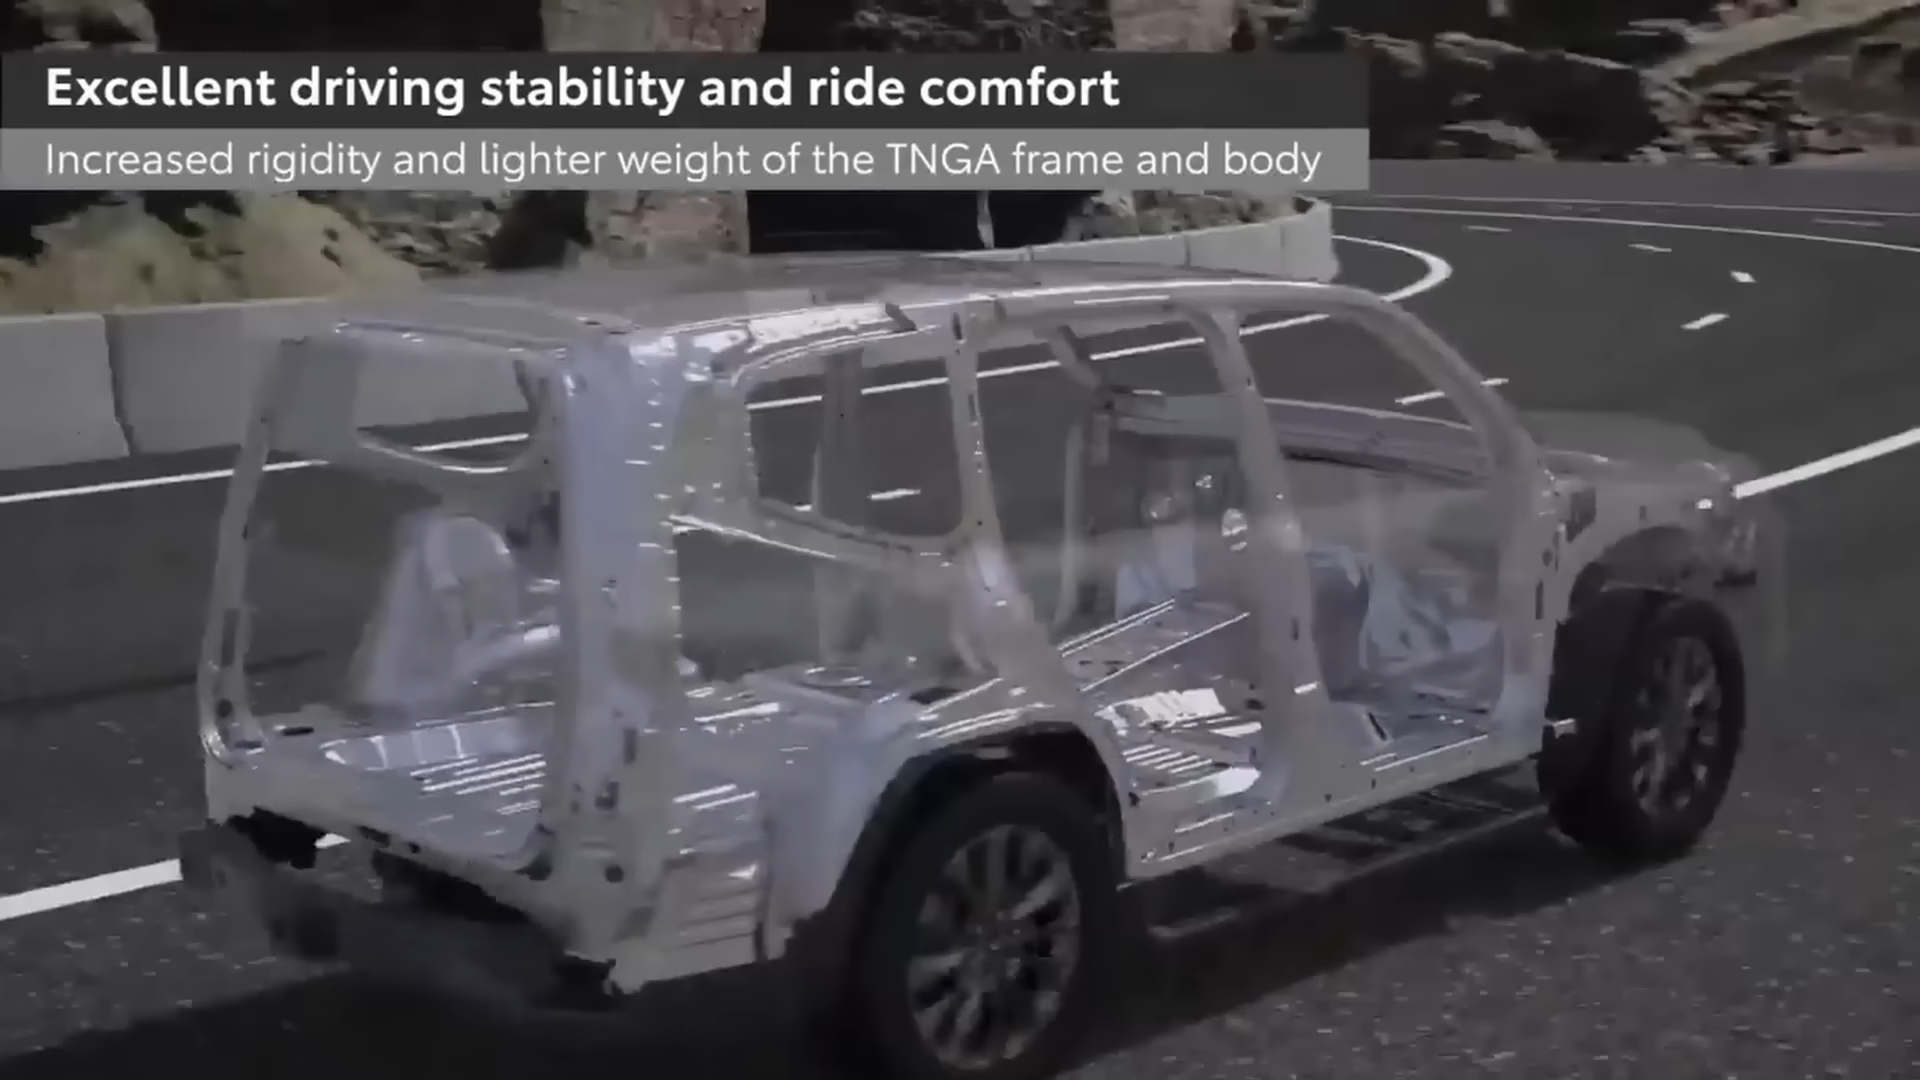 Excellent driving stability and ride comfort
Increased rigidity and lighter weight of the TNGA frame and body